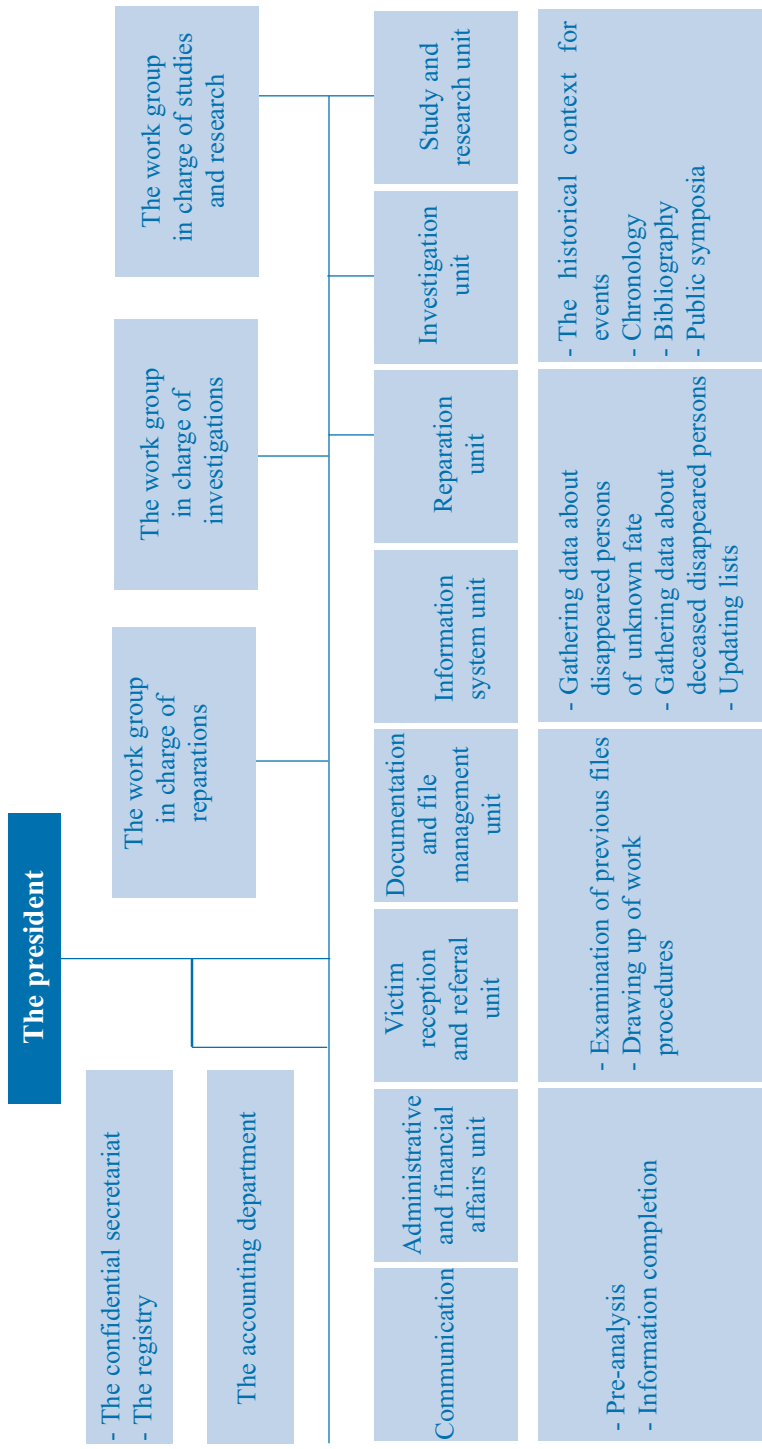 The president
- The confidential secretariat
- The registry
The accounting department
The work group
in charge of
reparations
The work group
in charge of
investigations
The work group
in charge of studies
and research
Communication
Administrative
and financial
affairs unit
Victim
reception
and referral
unit
Documentation
and file
management
unit
Information
system unit
Reparation
unit
Investigation
unit
Study and
research unit
- Pre-analysis
- Information completion
- Examination of previous files
- Drawing up of work
procedures
- Gathering data about
disappeared persons
of unknown fate
- Gathering data about
deceased disappeared persons
- Updating lists
- The historical context for
events
- Chronology
- Bibliography
- Public symposia